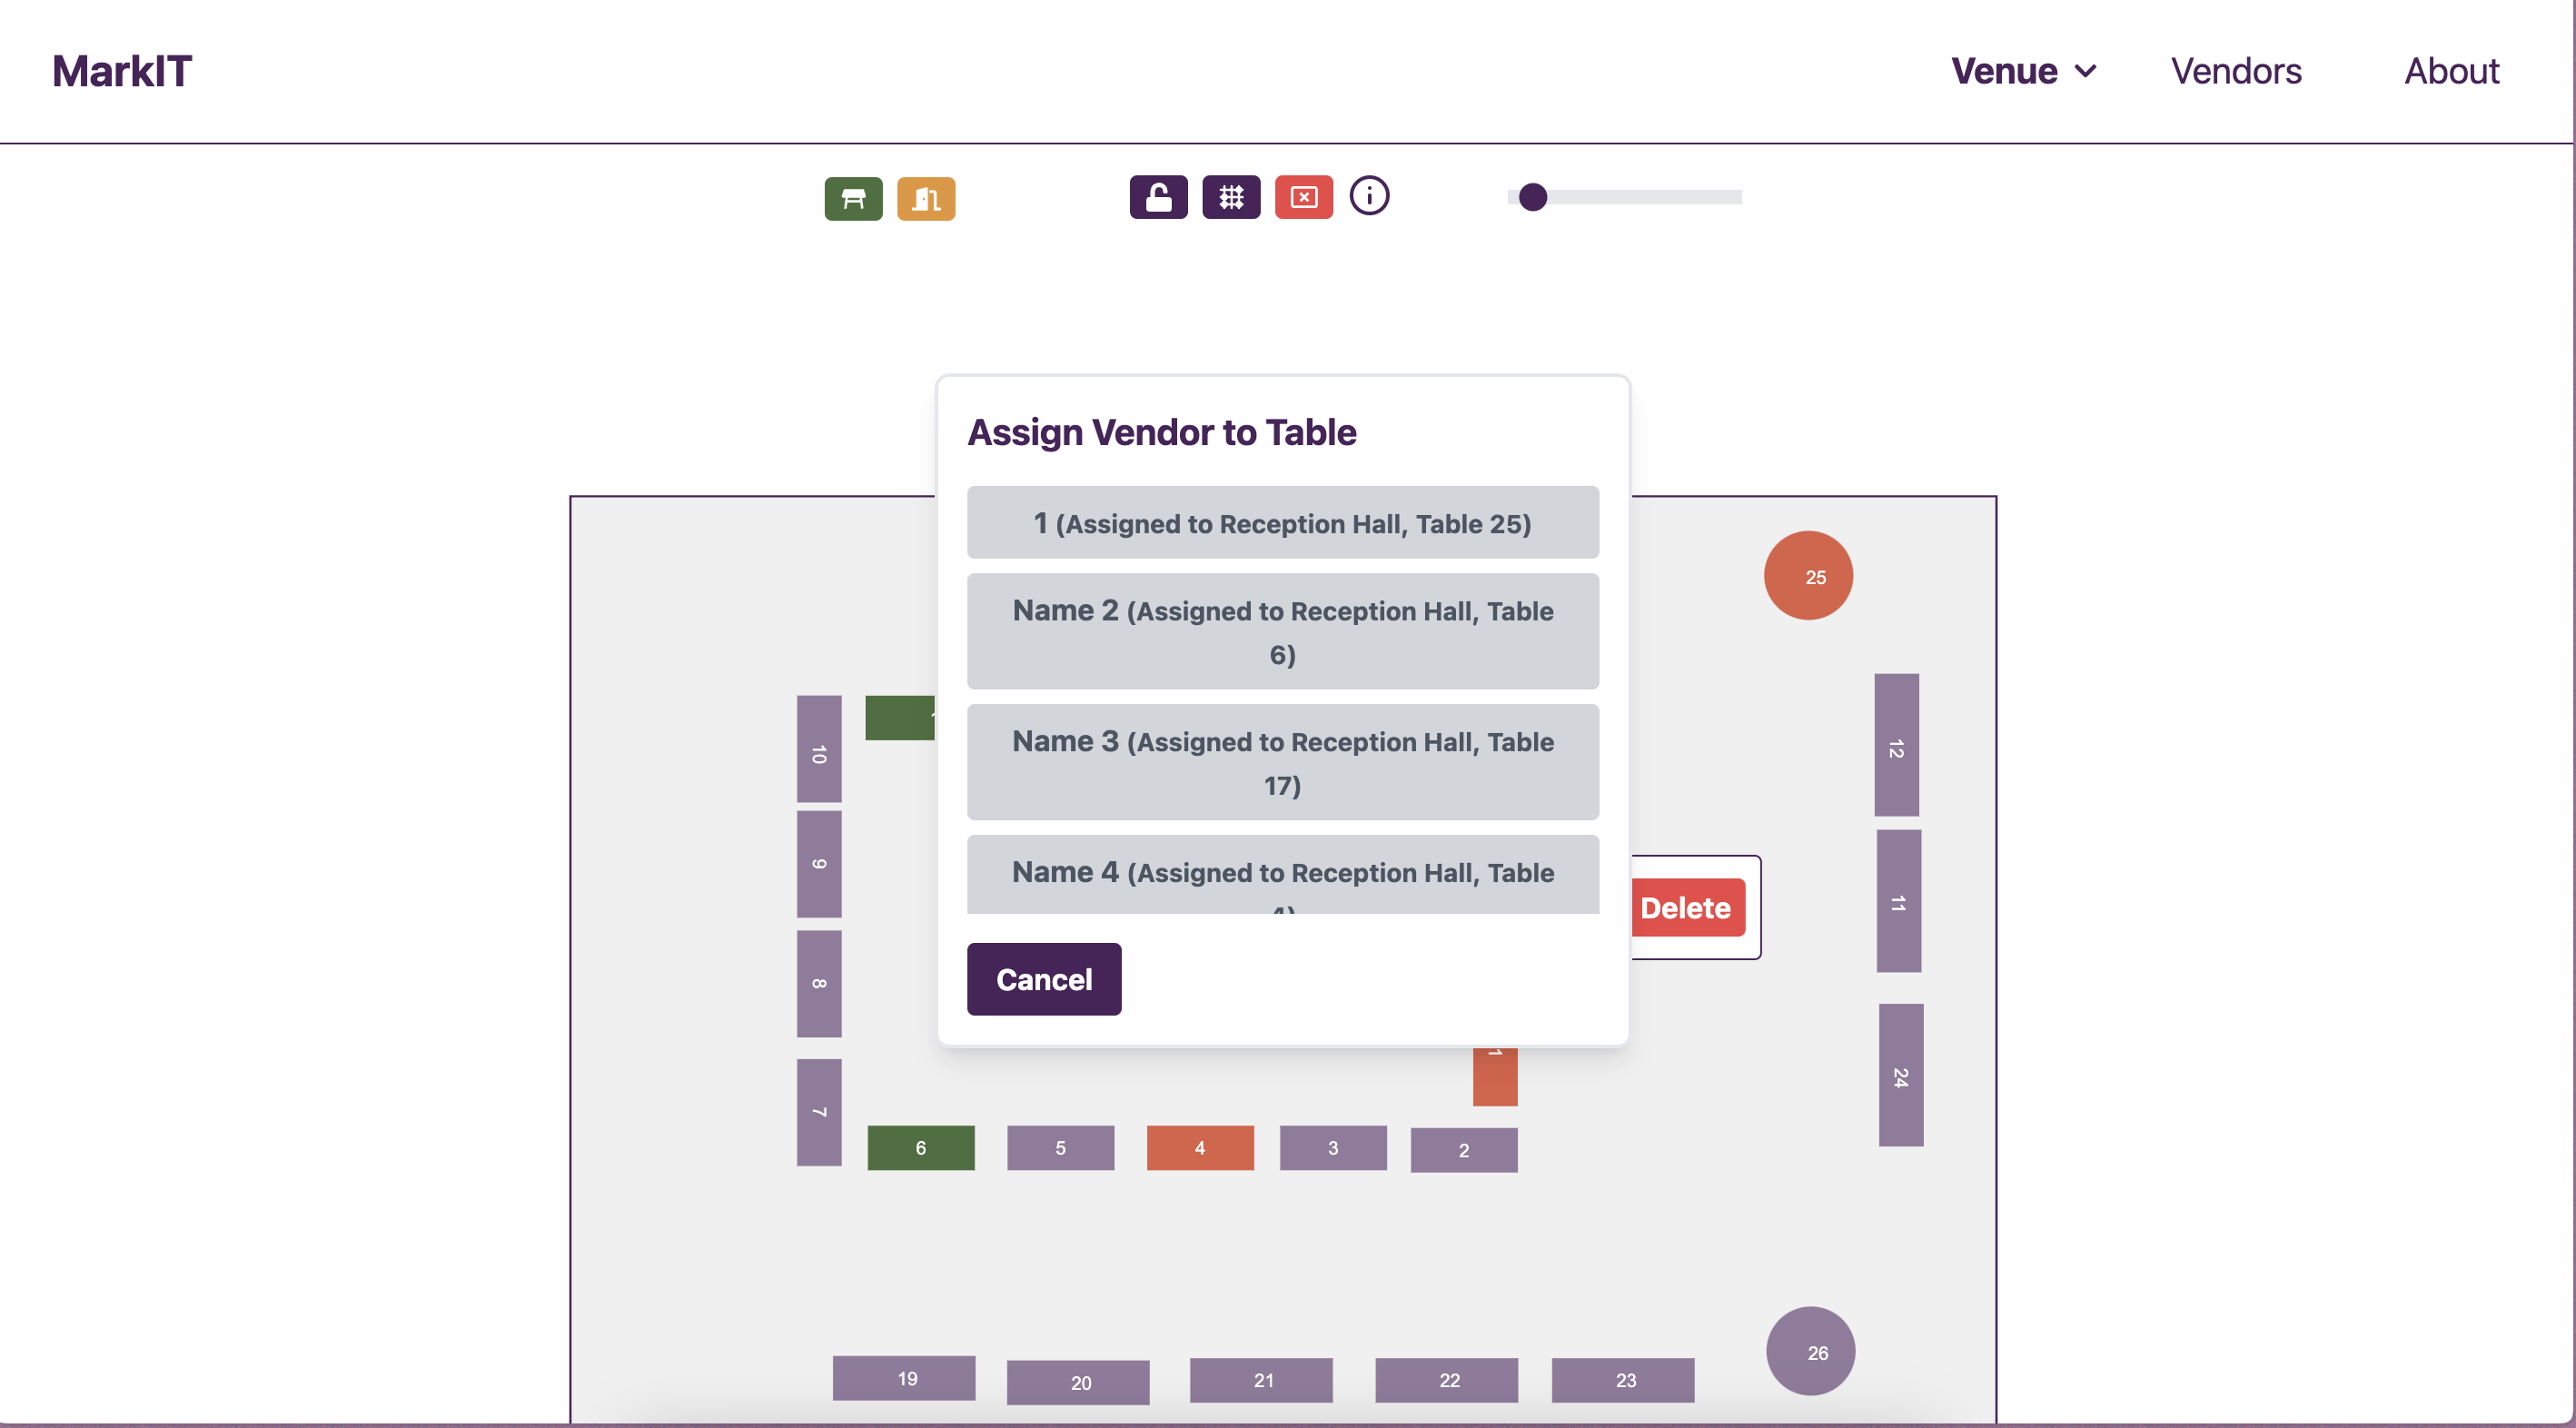 MarkIT
Venue
Vendors
About
Assign Vendor to Table
1 (Assigned to Reception Hall, Table 25)
Name 2 (Assigned to Reception Hall, Table
6)
Name 3 (Assigned to Reception Hall, Table
17)
Name 4 (Assigned to Reception Hall, Table
4)
Cancel
Delete
25
10
12
9
11
8
24
7
1
6
5
4
3
2
26
19
20
21
22
23